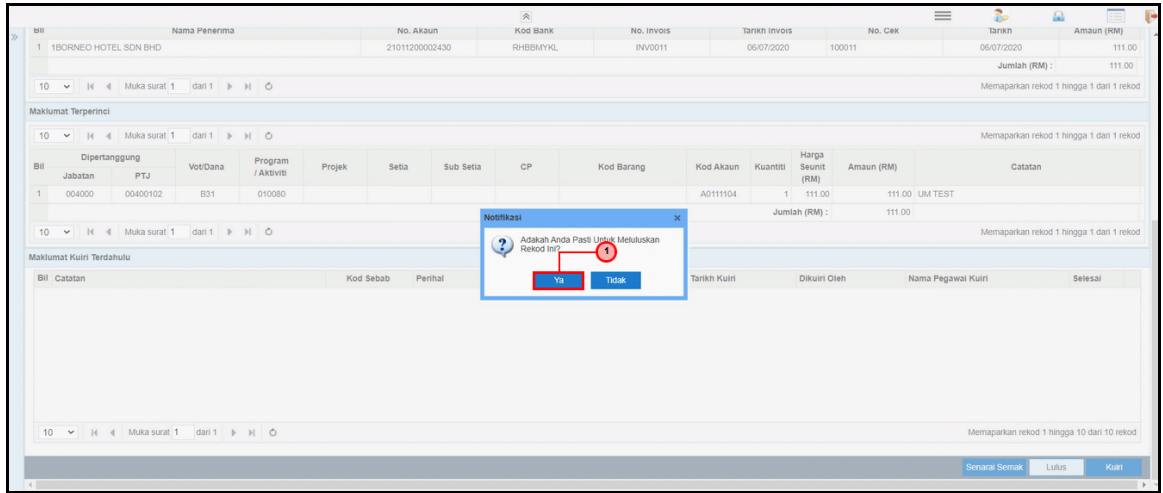 Bil Nama Penerima No. Akaun Kod Bank No. Invois Tarikh Invois No. Cek Tarikh Amaun (RM)
1 1BORNEO HOTEL SDN BHD 21011200002430 RHBBMYKL INV0011 06/07/2020 100011 06/07/2020 111.00
Jumlah (RM) : 111.00
10 Muka surat 1 dari 1 Memaparkan rekod 1 hingga 1 dari 1 rekod
Maklumat Terperinci
10 Muka surat 1 dari 1 Memaparkan rekod 1 hingga 1 dari 1 rekod
Bil Dipertanggung Vot/Dana Program / Aktiviti Projek Setia Sub Setia CP Kod Barang Kod Akaun Kuantiti Harga Seunit (RM) Amaun (RM) Catatan
Jabatan PTJ
1 004000 00400102 B31 010080 A0111104 1 111.00 111.00 UM TEST
Jumlah (RM) : 111.00
10 Muka surat 1 dari 1 Memaparkan rekod 1 hingga 1 dari 1 rekod
Notifikasi
Adakah Anda Pasti Untuk Meluluskan
Rekod Ini?
1
Ya Tidak
Maklumat Kuiri Terdahulu
Bil Catatan Kod Sebab Perihal Tarikh Kuiri Dikuiri Oleh Nama Pegawai Kuiri Selesai
10 Muka surat 1 dari 1 Memaparkan rekod 1 hingga 10 dari 10 rekod
Senarai Semak Lulus Kuiri